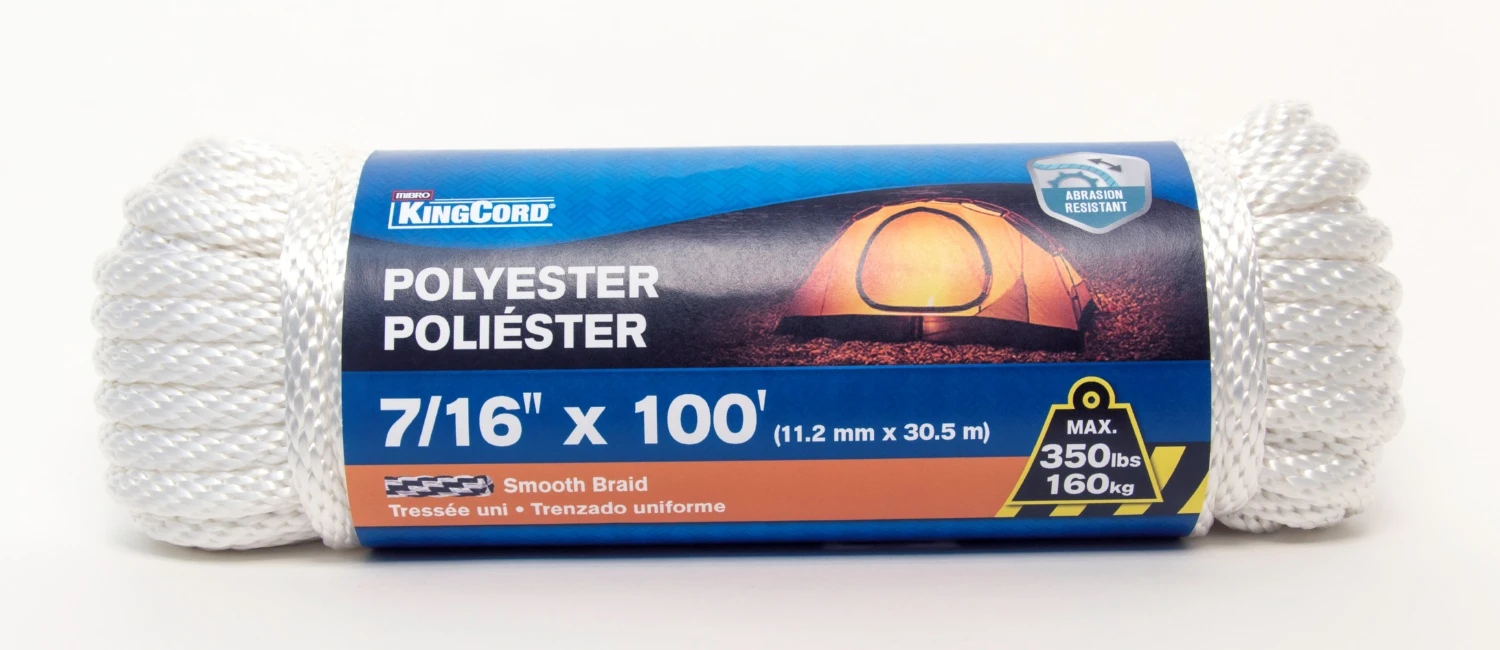 MIBRO
KINGCORD®
ABRASION
RESISTANT
POLYESTER
POLIÉSTER
7/16" x 100' (11.2 mm x 30.5 m)
MAX.
350lbs
160kg
Smooth Braid
Tressée uni • Trenzado uniforme